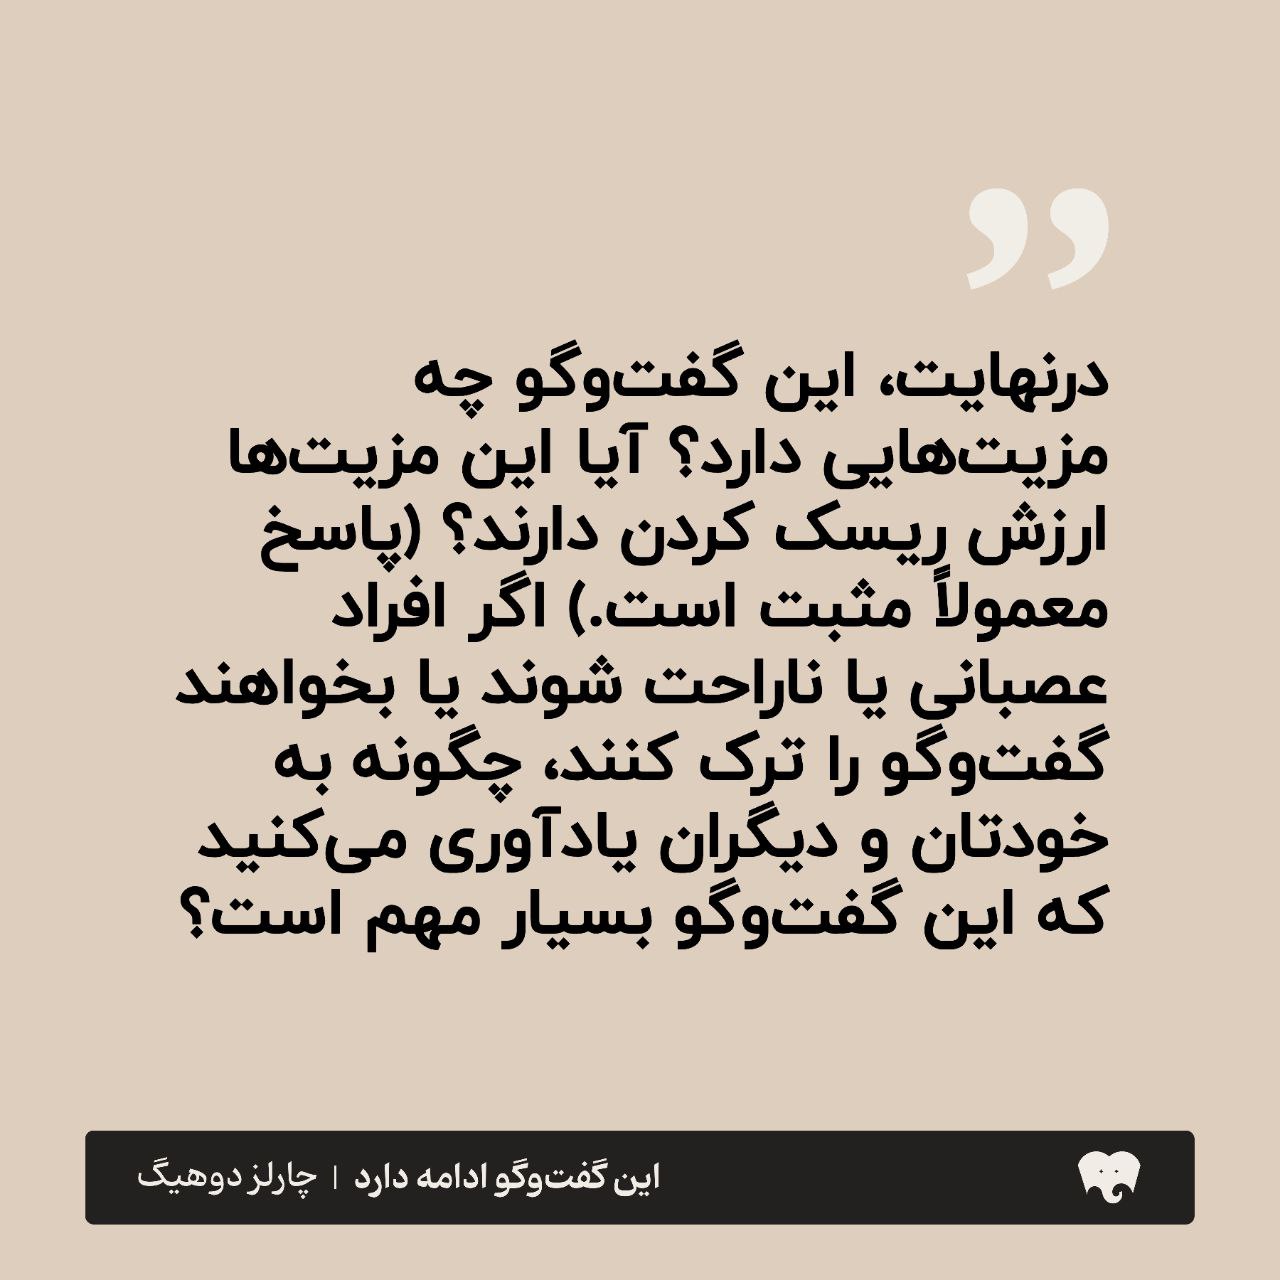 درنهایت، این گفت‌وگو چه
مزیت‌هایی دارد؟ آیا این مزیت‌ها
ارزش ریسک کردن دارند؟ (پاسخ
معمولاً مثبت است.) اگر افراد
عصبانی یا ناراحت شوند یا بخواهند
گفت‌وگو را ترک کنند، چگونه به
خودتان و دیگران یادآوری می‌کنید
که این گفت‌وگو بسیار مهم است؟
این گفت‌وگو ادامه دارد | چارلز دوهیگ